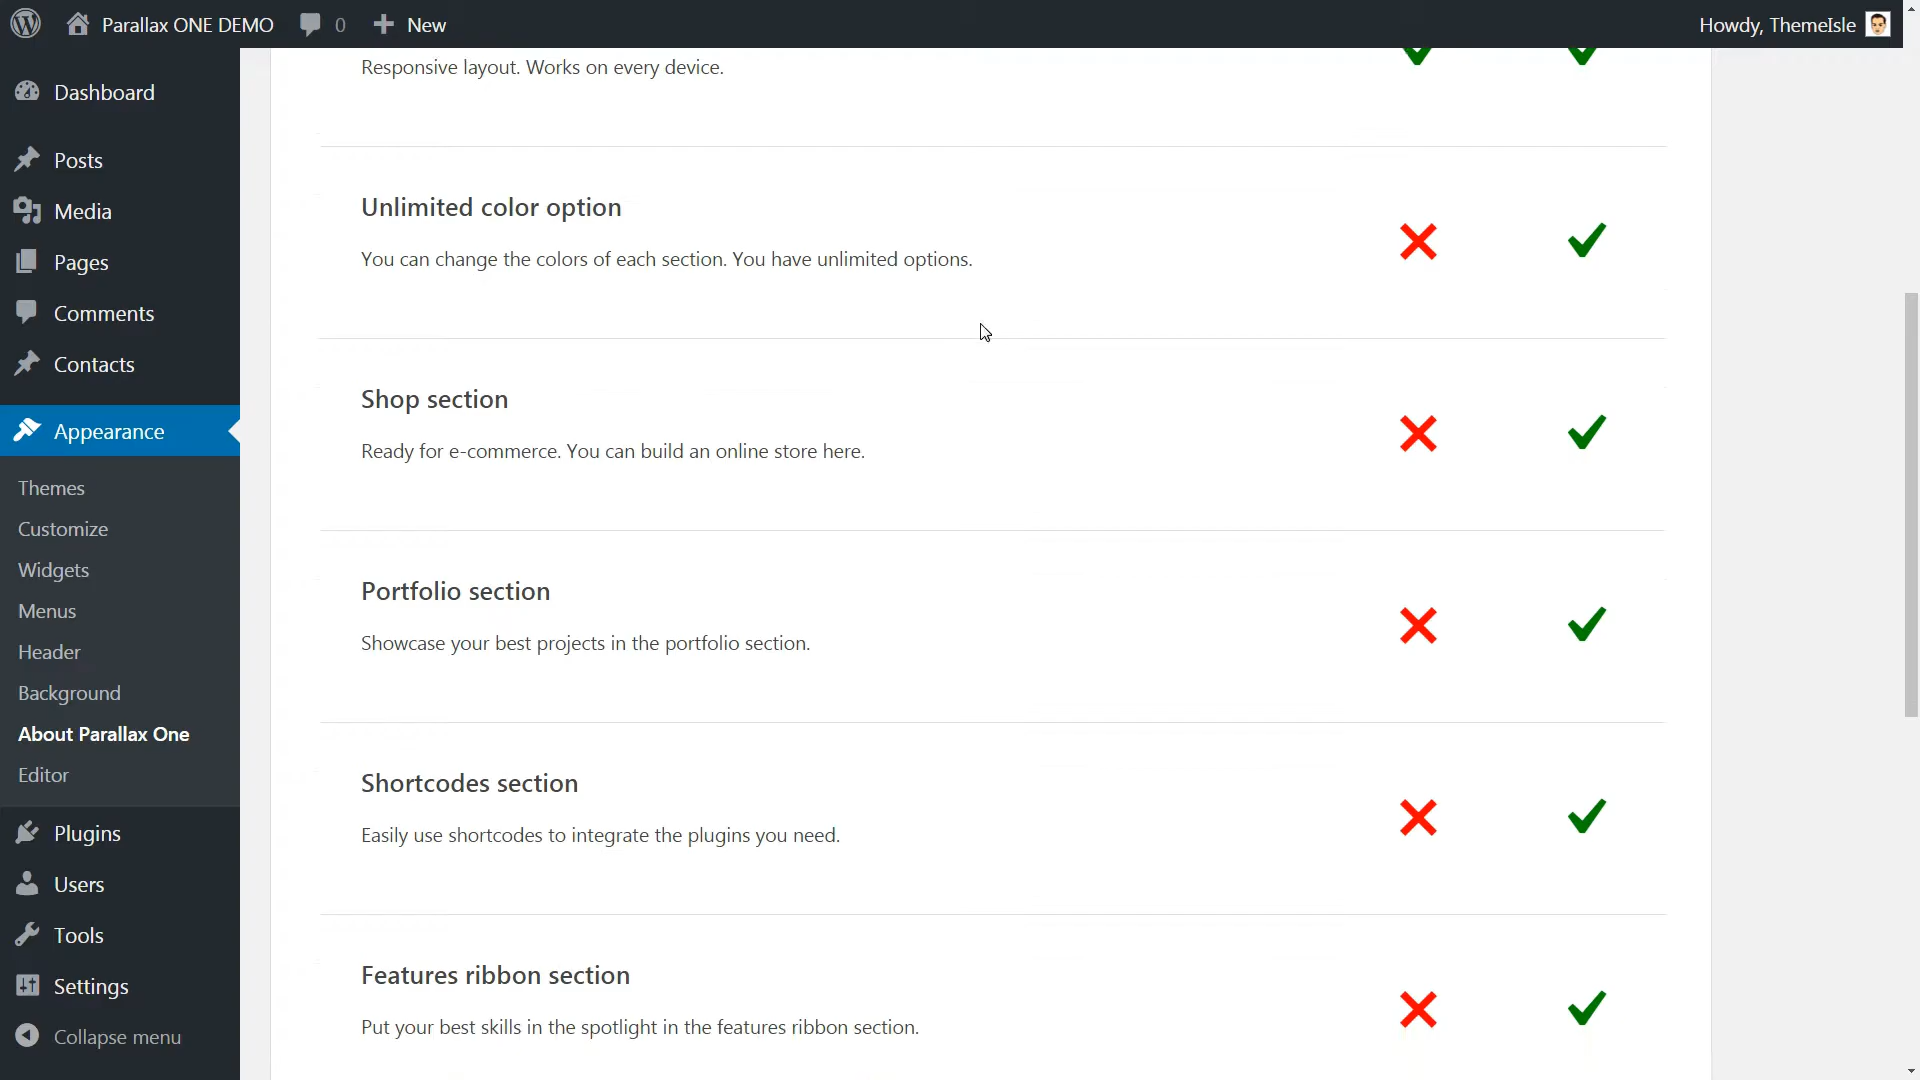 Parallax ONE DEMO 0 New Howdy, ThemeIsle
Dashboard
Posts
Media
Pages
Comments
Contacts
Appearance
Themes
Customize
Widgets
Menus
Header
Background
About Parallax One
Editor
Plugins
Users
Tools
Settings
Collapse menu
Responsive layout. Works on every device.
Unlimited color option
You can change the colors of each section. You have unlimited options.
Shop section
Ready for e-commerce. You can build an online store here.
Portfolio section
Showcase your best projects in the portfolio section.
Shortcodes section
Easily use shortcodes to integrate the plugins you need.
Features ribbon section
Put your best skills in the spotlight in the features ribbon section.